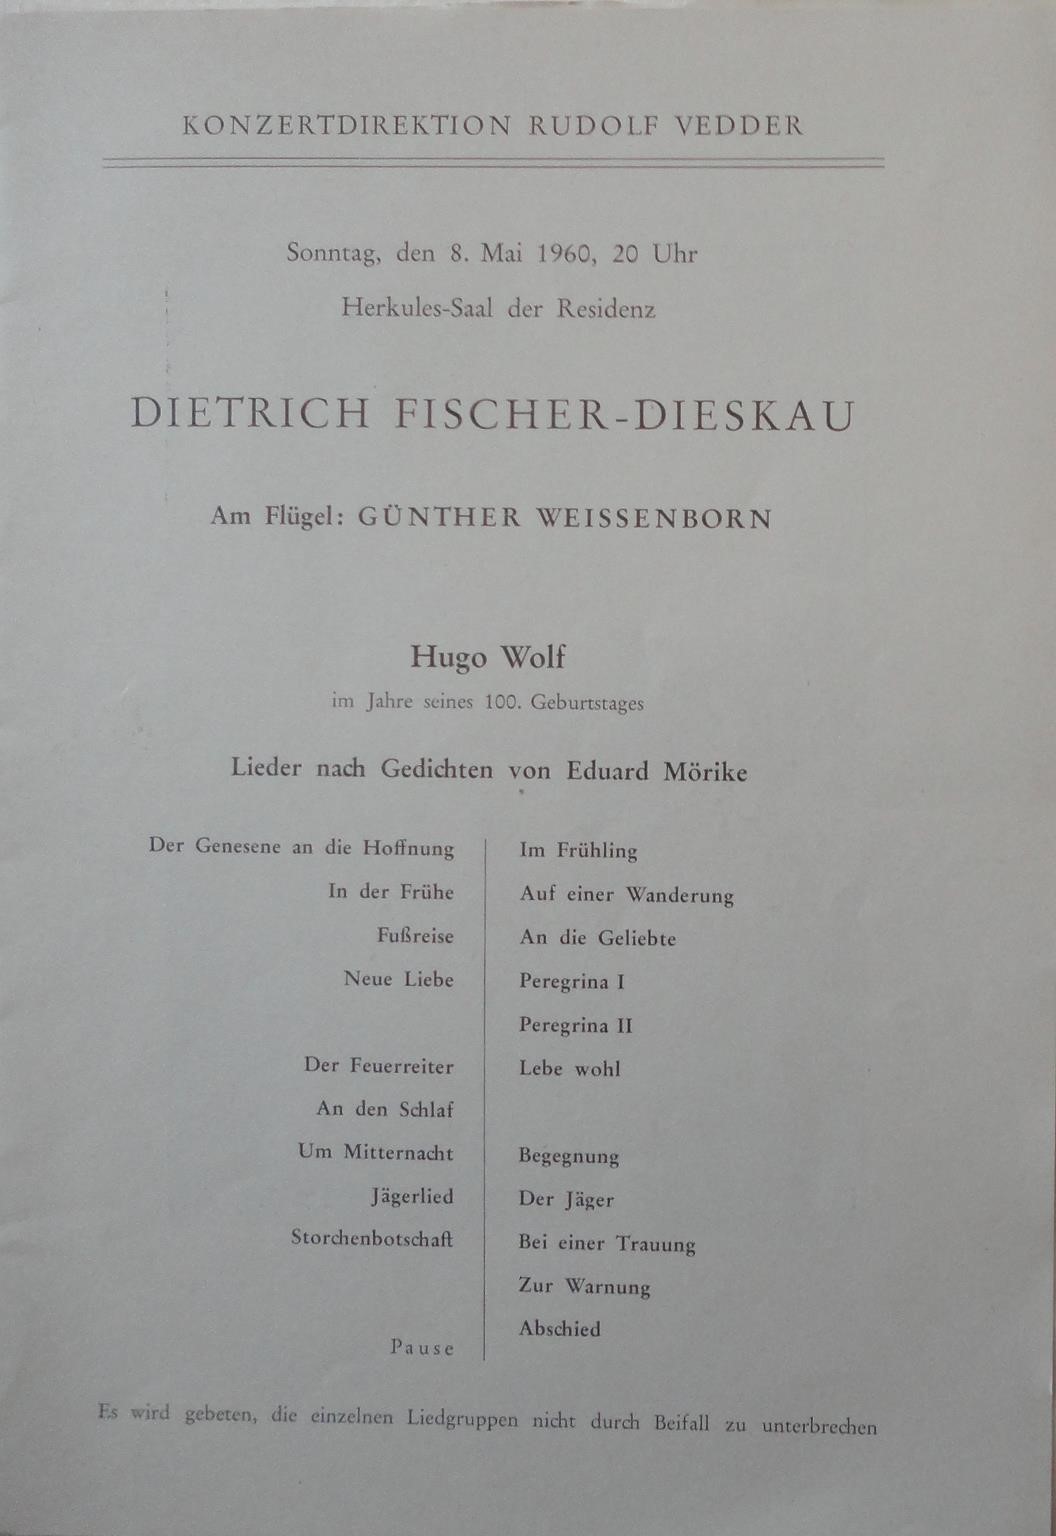 KONZERTDIREKTION RUDOLF VEDDER
Sonntag, den 8. Mai 1960, 20 Uhr
Herkules-Saal der Residenz
DIETRICH FISCHER-DIESKAU
Am Flügel: GÜNTHER WEISSENBORN
Hugo Wolf
im Jahre seines 100. Geburtstages
Lieder nach Gedichten von Eduard Mörike
Der Genesene an die Hoffnung
In der Frühe
Fußreise
Neue Liebe
Der Feuerreiter
An den Schlaf
Um Mitternacht
Jägerlied
Storchenbotschaft
Pause
Im Frühling
Auf einer Wanderung
An die Geliebte
Peregrina I
Peregrina II
Lebe wohl
Begegnung
Der Jäger
Bei einer Trauung
Zur Warnung
Abschied
Es wird gebeten, die einzelnen Liedgruppen nicht durch Beifall zu unterbrechen